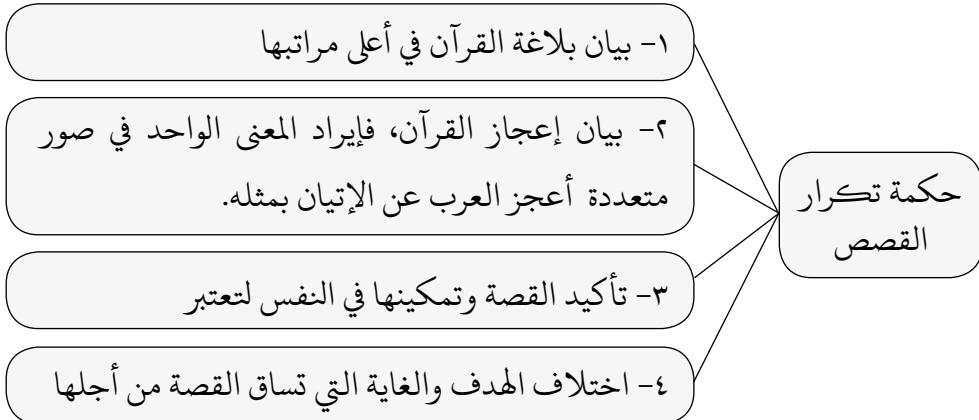 حكمة تكرار
القصص
١- بيان بلاغة القرآن في أعلى مراتبها
٢- بيان إعجاز القرآن، فإيراد المعنى الواحد في صور
متعددة أعجز العرب عن الإتيان بمثله.
٣- تأكيد القصة وتمكينها في النفس لتعتبر
٤- اختلاف الهدف والغاية التي تساق القصة من أجلها